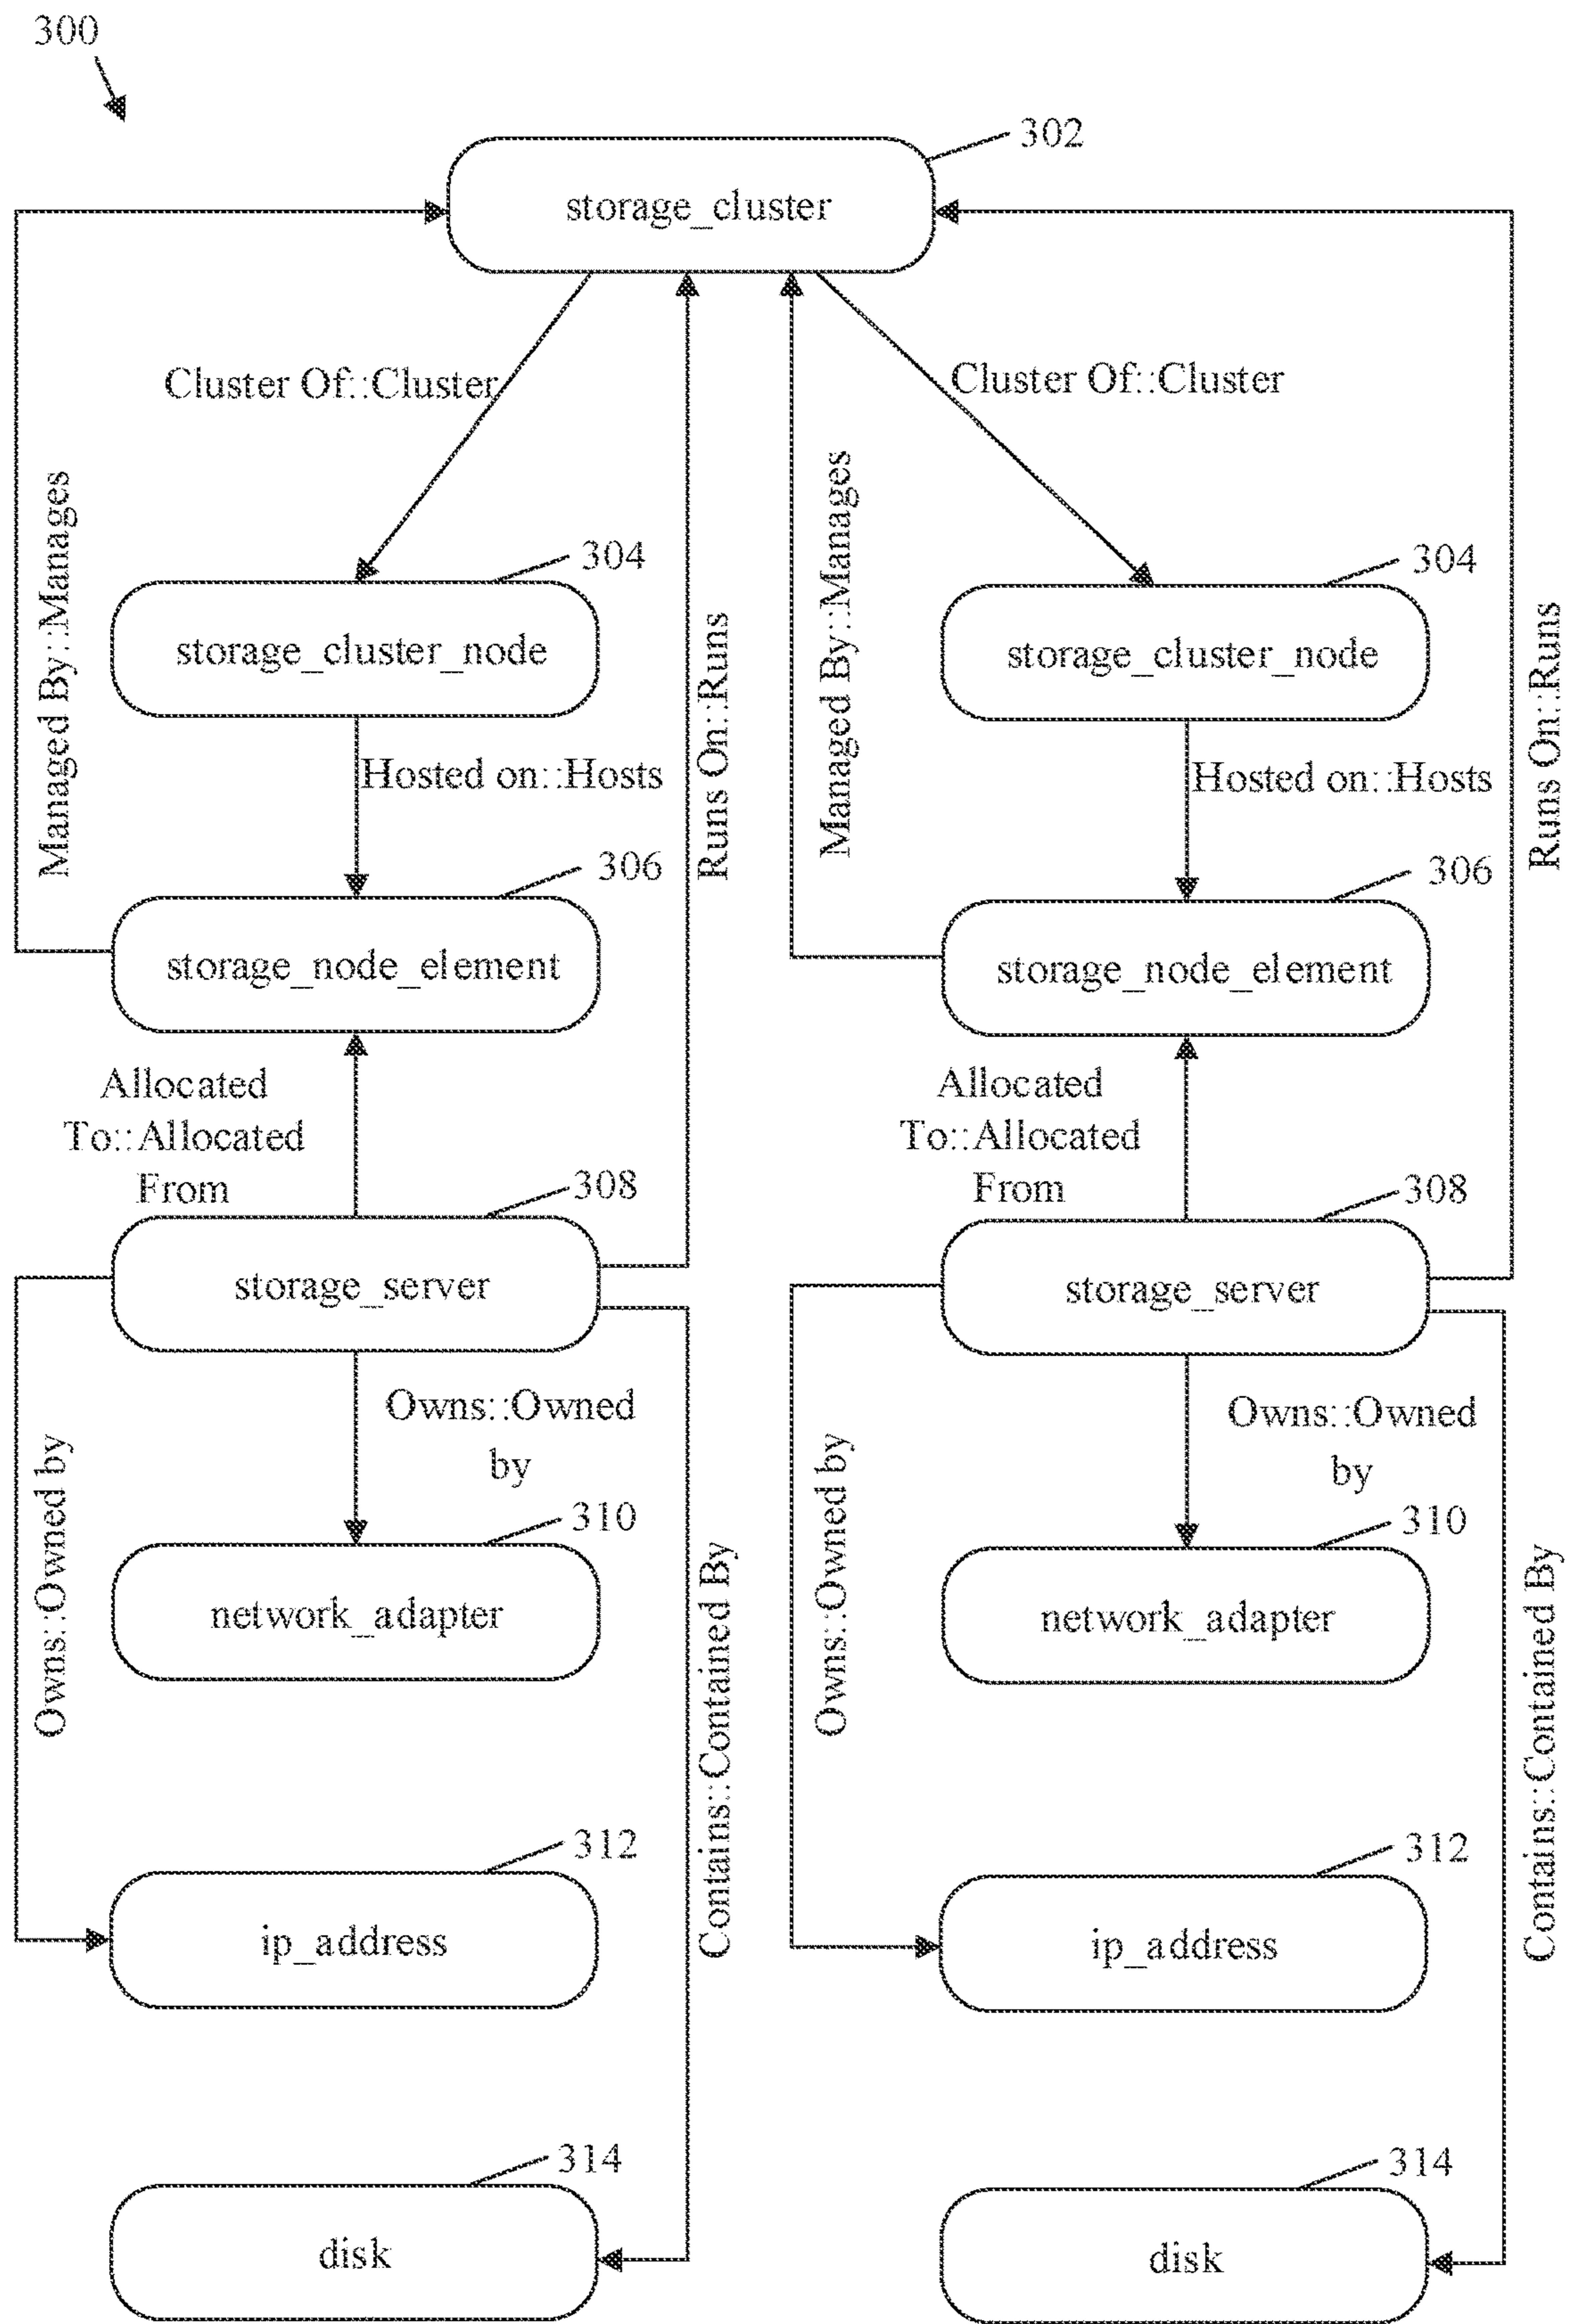 300
302
storage_cluster
Cluster Of::Cluster
Cluster Of::Cluster
Managed By::Manages
Runs On::Runs
Managed By::Manages
Runs On::Runs
304
304
storage_cluster_node
storage_cluster_node
Hosted on::Hosts
Hosted on::Hosts
306
306
storage_node_element
storage_node_element
Allocated
To::Allocated
From
Allocated
To::Allocated
From
308
308
storage_server
storage_server
Owns::Owned
by
Owns::Owned
by
Owns::Owned by
Contains::Contained By
Owns::Owned by
Contains::Contained By
310
310
network_adapter
network_adapter
312
312
ip_address
ip_address
314
314
disk
disk